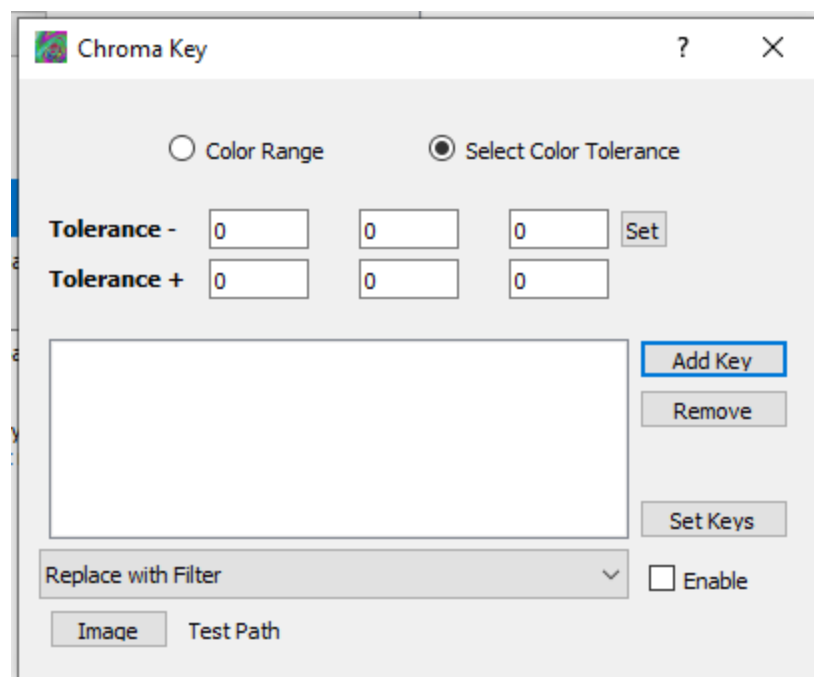 Chroma Key ?
Color Range Select Color Tolerance
Tolerance - 0 0 0 Set
Tolerance + 0 0 0
Add Key
Remove
Set Keys
Replace with Filter Enable
Image Test Path